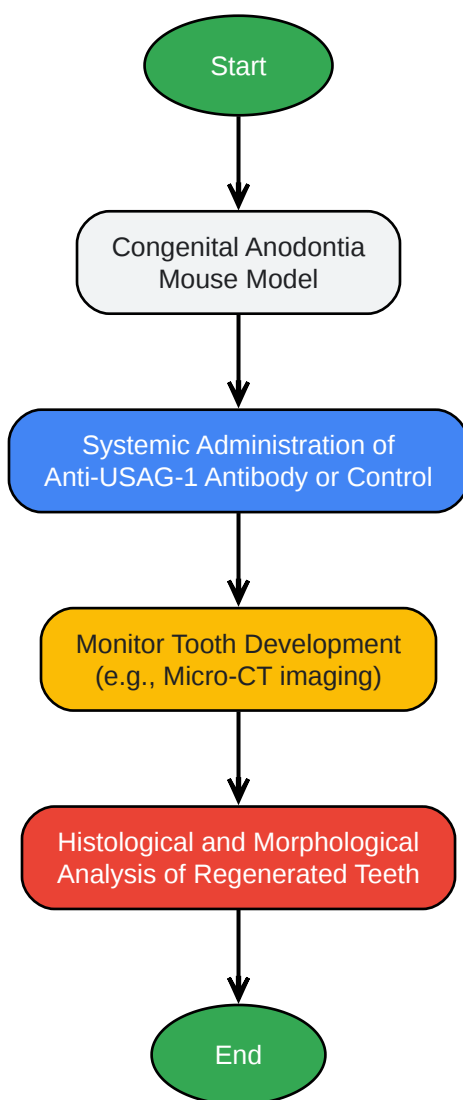 Start
Congenital Anodontia
Mouse Model
Systemic Administration of
Anti-USAG-1 Antibody or Control
Monitor Tooth Development
(e.g., Micro-CT imaging)
Histological and Morphological
Analysis of Regenerated Teeth
End